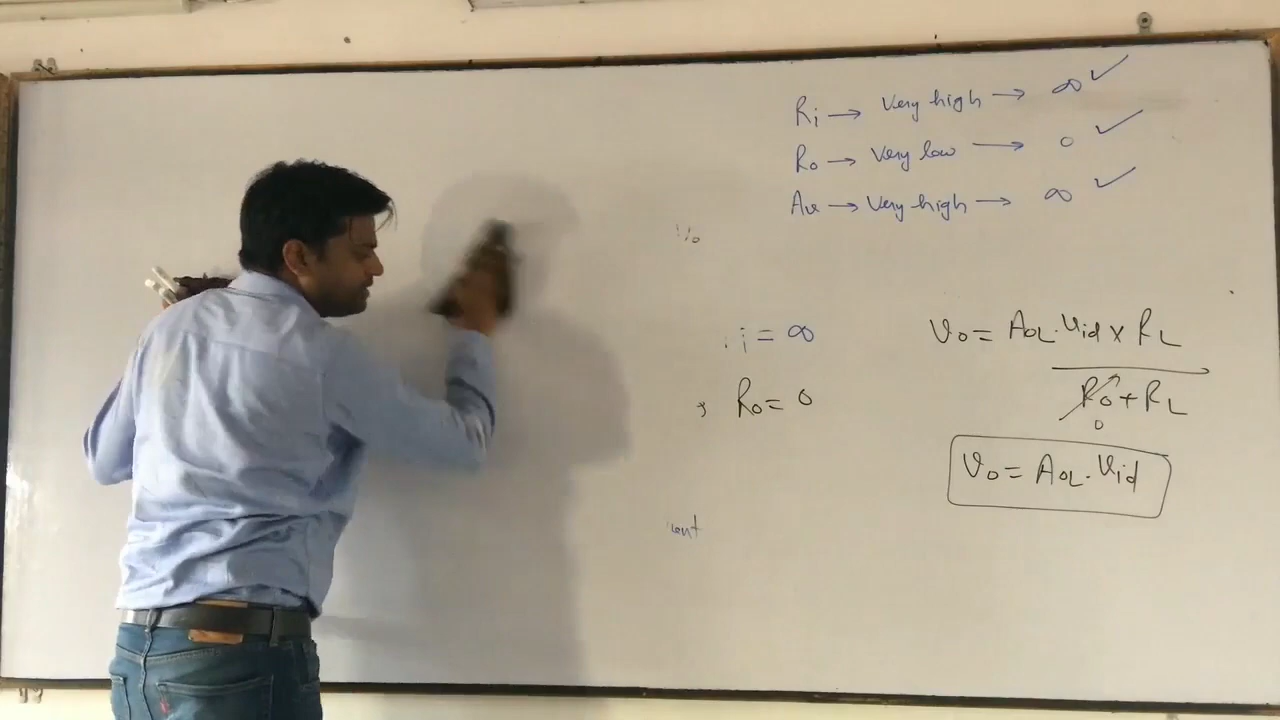 Ri → Very high → ∞ ✓
Ro → Very low → 0 ✓
Av → Very high → ∞ ✓
i = ∞
Ro = 0
vo = AOL . vid x RL
Ro + RL
0
vo = AOL . vid